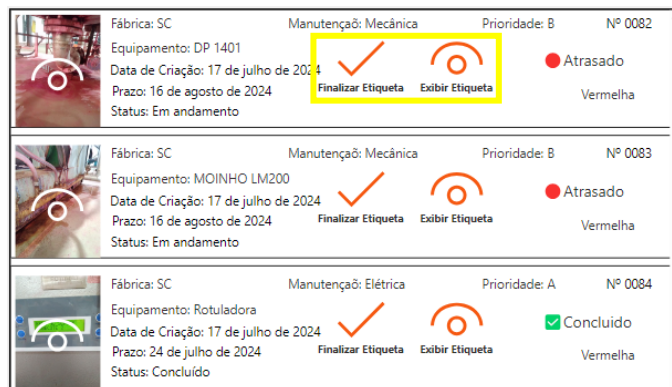 Fábrica: SC Manutençaõ: Mecânica Prioridade: B Nº 0082
Equipamento: DP 1401
Data de Criação: 17 de julho de 2024
Atrasado
Prazo: 16 de agosto de 2024
Finalizar Etiqueta Exibir Etiqueta
Vermelha
Status: Em andamento
Fábrica: SC Manutençaõ: Mecânica Prioridade: B Nº 0083
Equipamento: MOINHO LM200
Data de Criação: 17 de julho de 2024
Atrasado
Prazo: 16 de agosto de 2024
Finalizar Etiqueta Exibir Etiqueta
Vermelha
Status: Em andamento
Fábrica: SC Manutençaõ: Elétrica Prioridade: A Nº 0084
Equipamento: Rotuladora
Data de Criação: 17 de julho de 2024
Concluido
Prazo: 24 de julho de 2024
Finalizar Etiqueta Exibir Etiqueta
Vermelha
Status: Concluído